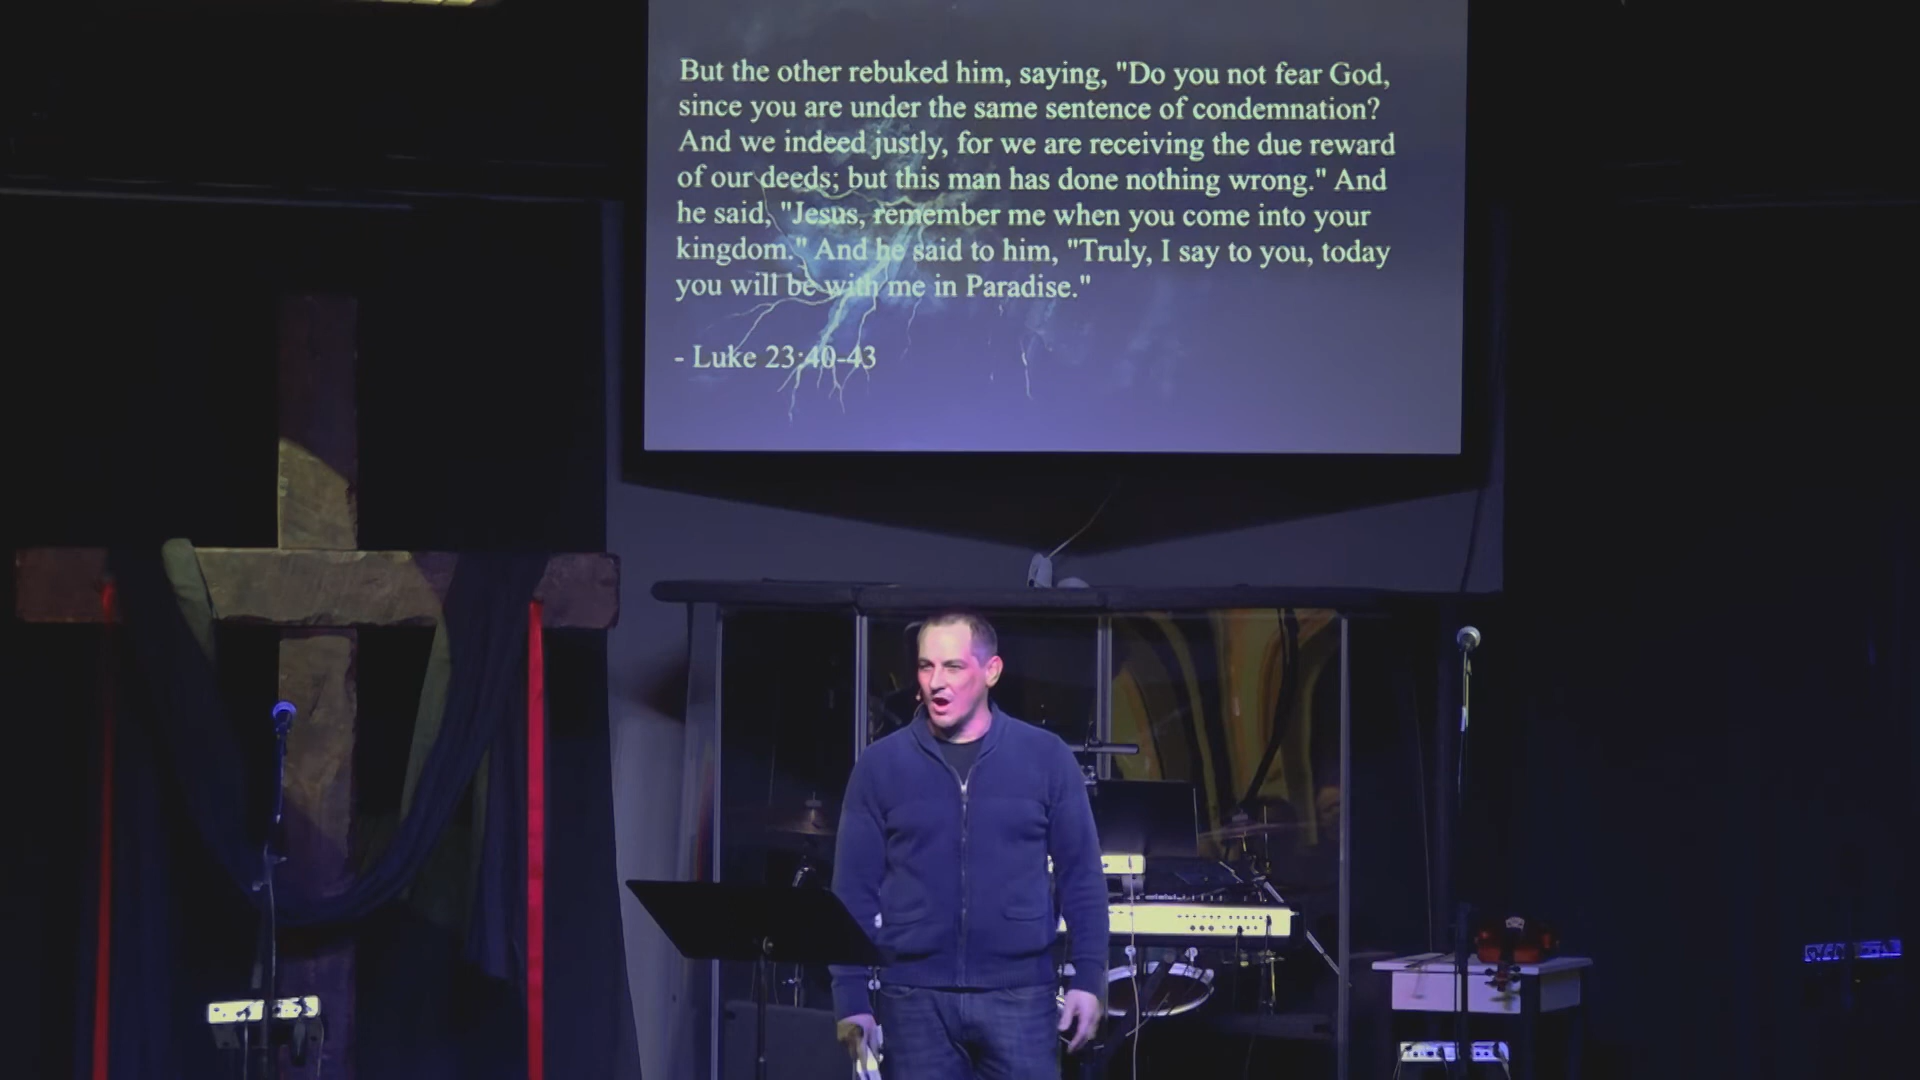 But the other rebuked him, saying, "Do you not fear God,
since you are under the same sentence of condemnation?
And we indeed justly, for we are receiving the due reward
of our deeds; but this man has done nothing wrong." And
he said, "Jesus, remember me when you come into your
kingdom." And he said to him, "Truly, I say to you, today
you will be with me in Paradise."
- Luke 23:40-43